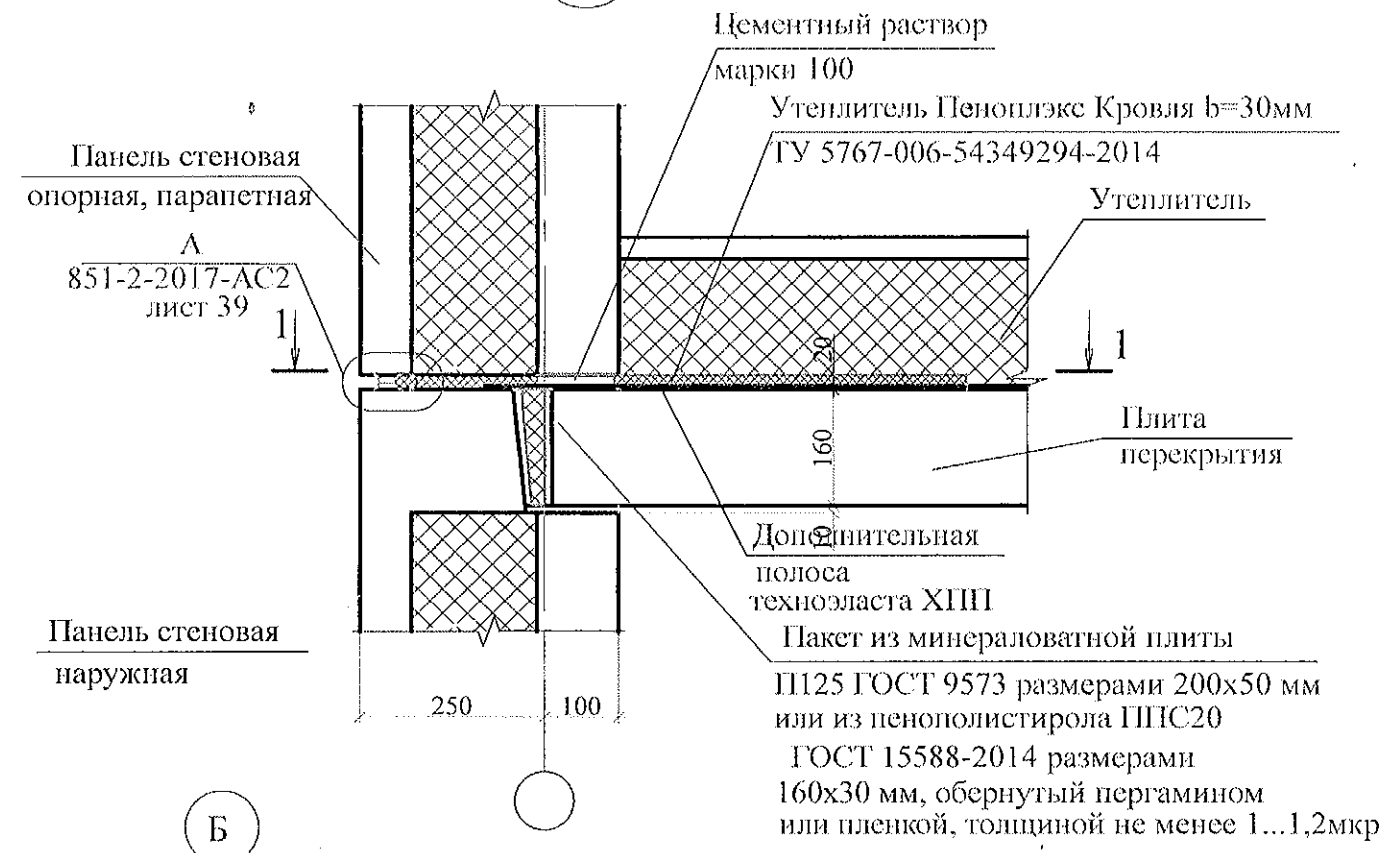 Цементный раствор
марки 100
Утеплитель Пеноплэкс Кровля b=30мм
ТУ 5767-006-54349294-2014
Панель стеновая
опорная, парапетная
Утеплитель
А
851-2-2017-АС2
лист 39
1
1
20
Плита
перекрытия
160
10
Дополнительная
полоса
техноэласта ХПП
Панель стеновая
наружная
Пакет из минераловатной плиты
П125 ГОСТ 9573 размерами 200х50 мм
или из пенополистирола ППС20
ГОСТ 15588-2014 размерами
160х30 мм, обернутый пергамином
или пленкой, толщиной не менее 1...1,2мкр
250
100
Б